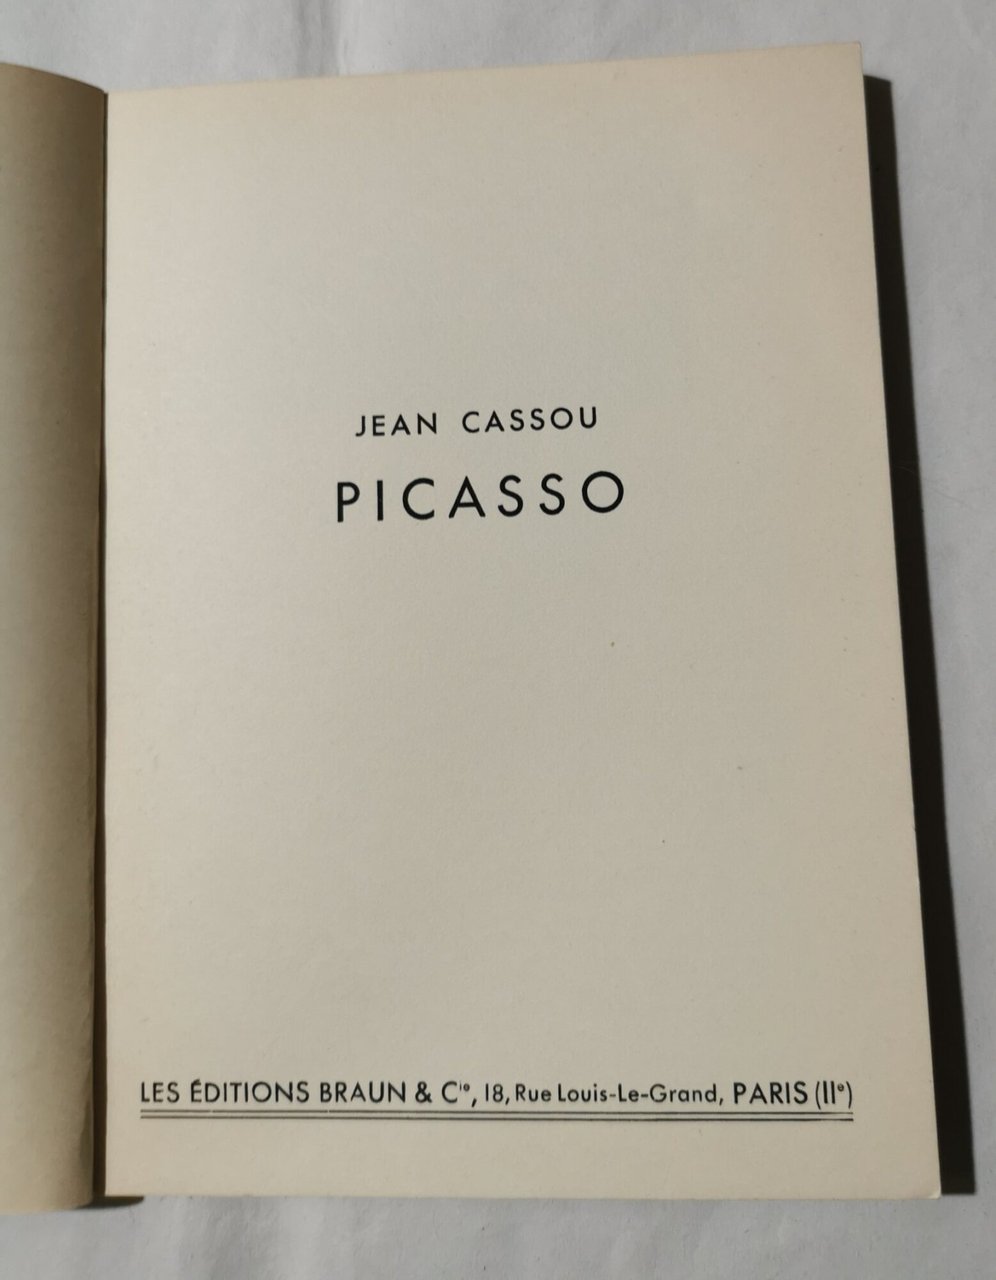 JEAN CASSOU
PICASSO
LES ÉDITIONS BRAUN & Cie, 18, Rue Louis-Le-Grand, PARIS (IIe)